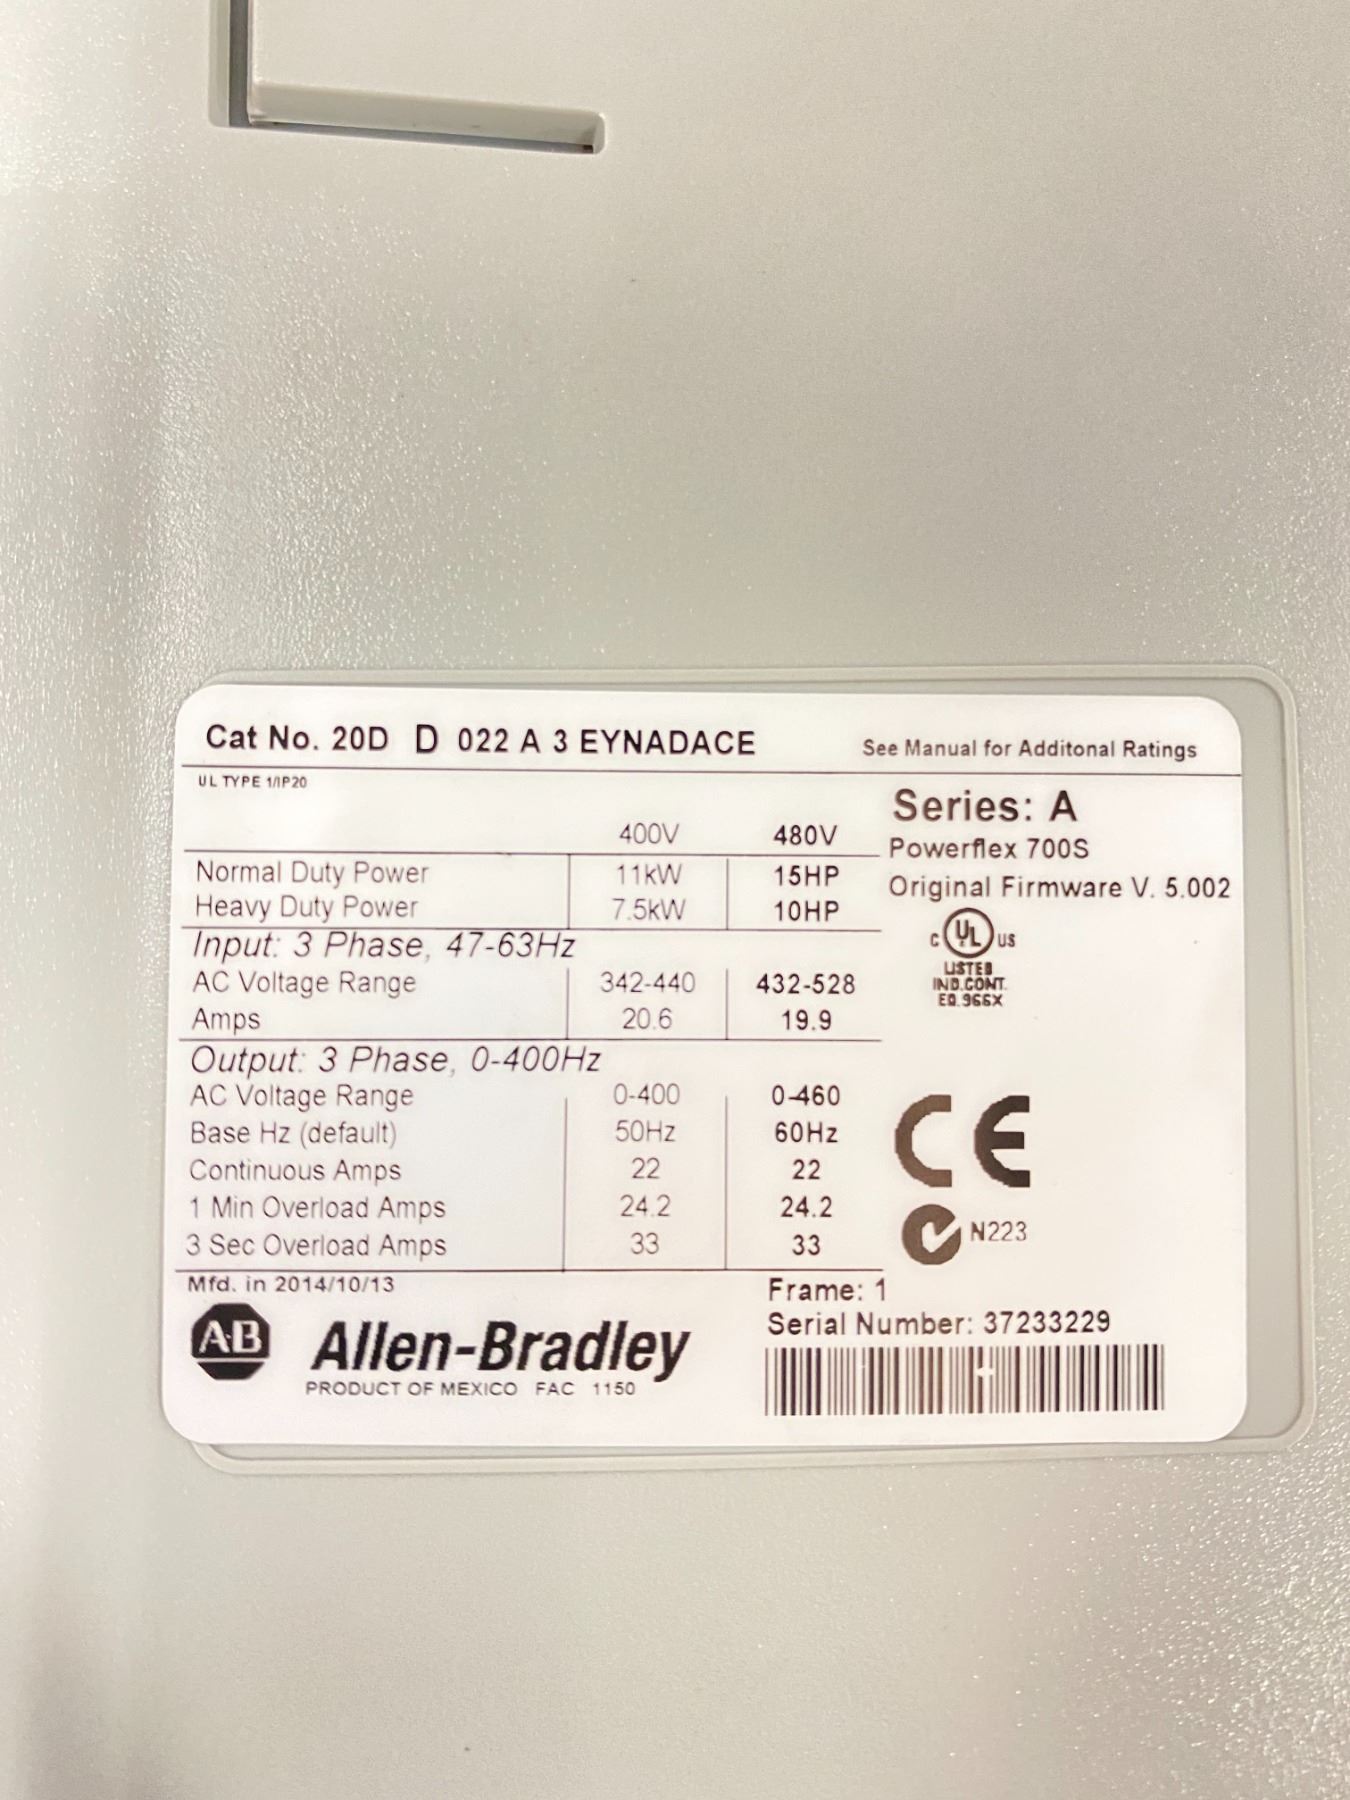 Cat No. 20D D 022 A 3 EYNADACE See Manual for Additonal Ratings
UL TYPE 1/IP20
Series: A
400V 480V
Powerflex 700S
Normal Duty Power 11kW 15HP
Original Firmware V. 5.002
Heavy Duty Power 7.5kW 10HP
Input: 3 Phase, 47-63Hz
C UL US
LISTED
IND.CONT.
EQ.966X
AC Voltage Range 342-440 432-528
Amps 20.6 19.9
Output: 3 Phase, 0-400Hz
AC Voltage Range 0-400 0-460
CE
Base Hz (default) 50Hz 60Hz
Continuous Amps 22 22
1 Min Overload Amps 24.2 24.2
N223
3 Sec Overload Amps 33 33
Mfd. in 2014/10/13
Frame: 1
Serial Number: 37233229
A-B Allen-Bradley
PRODUCT OF MEXICO FAC 1150